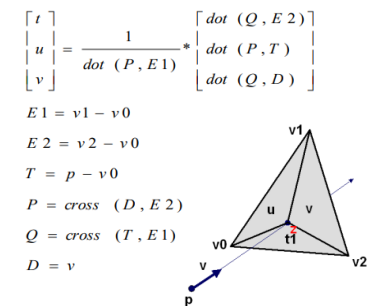 [t u v] = 1 / dot (P, E1) * [dot (Q, E2) dot (P, T) dot (Q, D)]
E1 = v1 − v0
E2 = v2 − v0
T = p − v0
P = cross (D, E2)
Q = cross (T, E1)
D = v
v1
u v
2
v0 t1
v v2
p